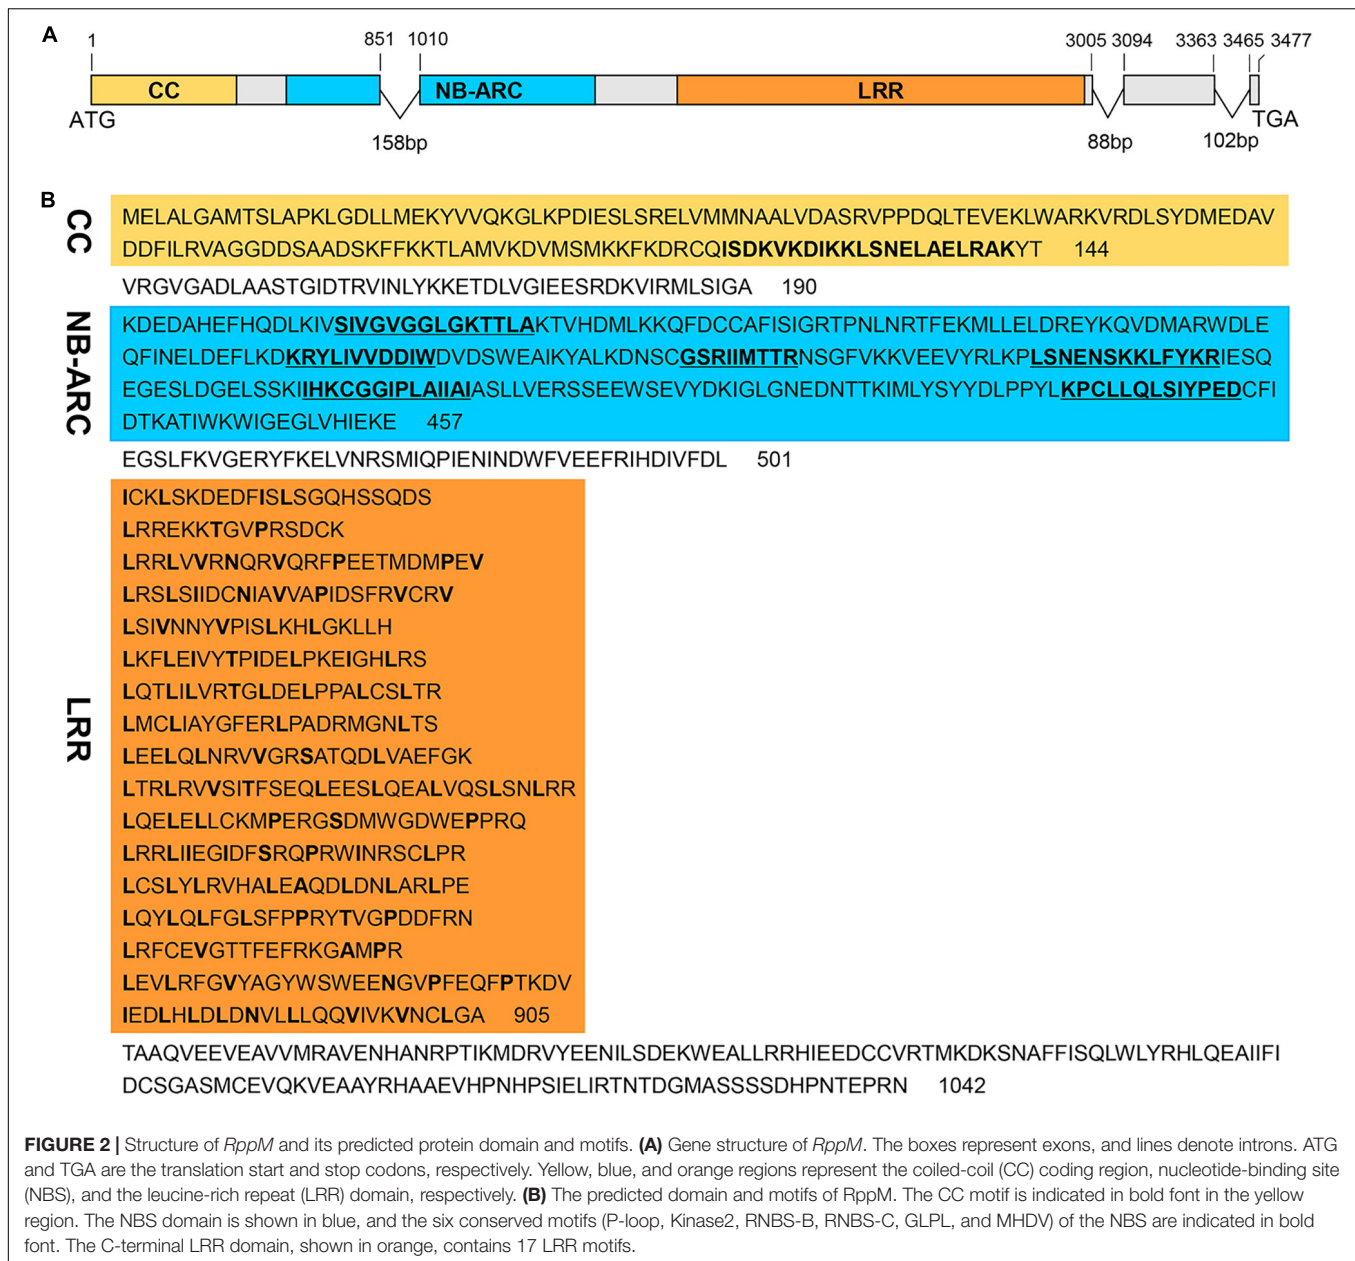 A
1 851 1010 3005 3094 3363 3465 3477
CC NB-ARC LRR
ATG TGA
158bp 88bp 102bp
B
CC
MELALGAMTSLAPKLGDLLMEKYVVQKGLKPDIESLSRELVMMNAALVDASRVPPDQLTEVEKLWARKVRDLSYDMEDAV
DDFILRVAGGDDSAADSKFFKKTLAMVKDVMSMKKFKDRCQISDKVKDIKKLSNELAELRAKYT 144
VRGVGADLAASTGIDTRVINLYKKETDLVGIEESRDKVIRMLSIGA 190
NB-ARC
KDEDAHEFHQDLKIVSIVGVGGLGKTTLAKTVHDMLKKQFDCCAFISIGRTPNLNRTFEKMLLELDREYKQVDMARWDLE
QFINELDEFLKDKRYLIVVDDIWDVDSWEAIKYALKDNSCGSRIIMTTRNSGFVKKVEEVYRLKPLSNENSKKLFYKRIESQ
EGESLDGELSSKIIHKCGGIPLAIIAIASLLVERSSEEWSEVYDKIGLGNEDNTTKIMLYSYYDLPPYLKPCLLQLSIYPEDCFI
DTKATIWKWIGEGLVHIEKE 457
EGSLFKVGERYFKELVNRSMIQPIENINDWFVEEFRIHDIVFDL 501
LRR
ICKLSKDEDFISLSGQHSSQDS
LRREKKTGVPRSDCK
LRRLVVRNQRVQRFPEETMDMPEV
LRSLSIIDCNIAVVAPIDSFRVCRV
LSIVNNYVPISLKHLGKLLH
LKFLEIVYTPIDELPKEIGHLRS
LQTLILVRTGLDELPPALCSLTR
LMCLIAYGFERLPADRMGNLTS
LEELQLNRVVGRSATQDLVAEFGK
LTRLRVVSITFSEQLEESLQEALVQSLSNLRR
LQELELLCKMPERGSDMWGDWEPPRQ
LRRLIIEGIDFSRQPRWINRSCLPR
LCSLYLRVHALEAQDLDNLARLPE
LQYLQLFGLSFPPRYTVGPDDFRN
LRFCEVGTTFEFRKGAMPR
LEVLRFGVYAGYWSWEENGVPFEQFPTKDV
IEDLHLDLDNVLLLQQVIVKVNCLGA 905
TAAQVEEVEAVVMRAVENHANRPTIKMDRVYEENILSDEKWEALLRRHIEEDCCVRTMKDKSNAFFISQLWLYRHLQEAIIFI
DCSGASMCEVQKVEAAYRHAAEVHPNHPSIELIRTNTDGMASSSSDHPNTEPRN 1042
FIGURE 2 | Structure of RppM and its predicted protein domain and motifs. (A) Gene structure of RppM. The boxes represent exons, and lines denote introns. ATG
and TGA are the translation start and stop codons, respectively. Yellow, blue, and orange regions represent the coiled-coil (CC) coding region, nucleotide-binding site
(NBS), and the leucine-rich repeat (LRR) domain, respectively. (B) The predicted domain and motifs of RppM. The CC motif is indicated in bold font in the yellow
region. The NBS domain is shown in blue, and the six conserved motifs (P-loop, Kinase2, RNBS-B, RNBS-C, GLPL, and MHDV) of the NBS are indicated in bold
font. The C-terminal LRR domain, shown in orange, contains 17 LRR motifs.